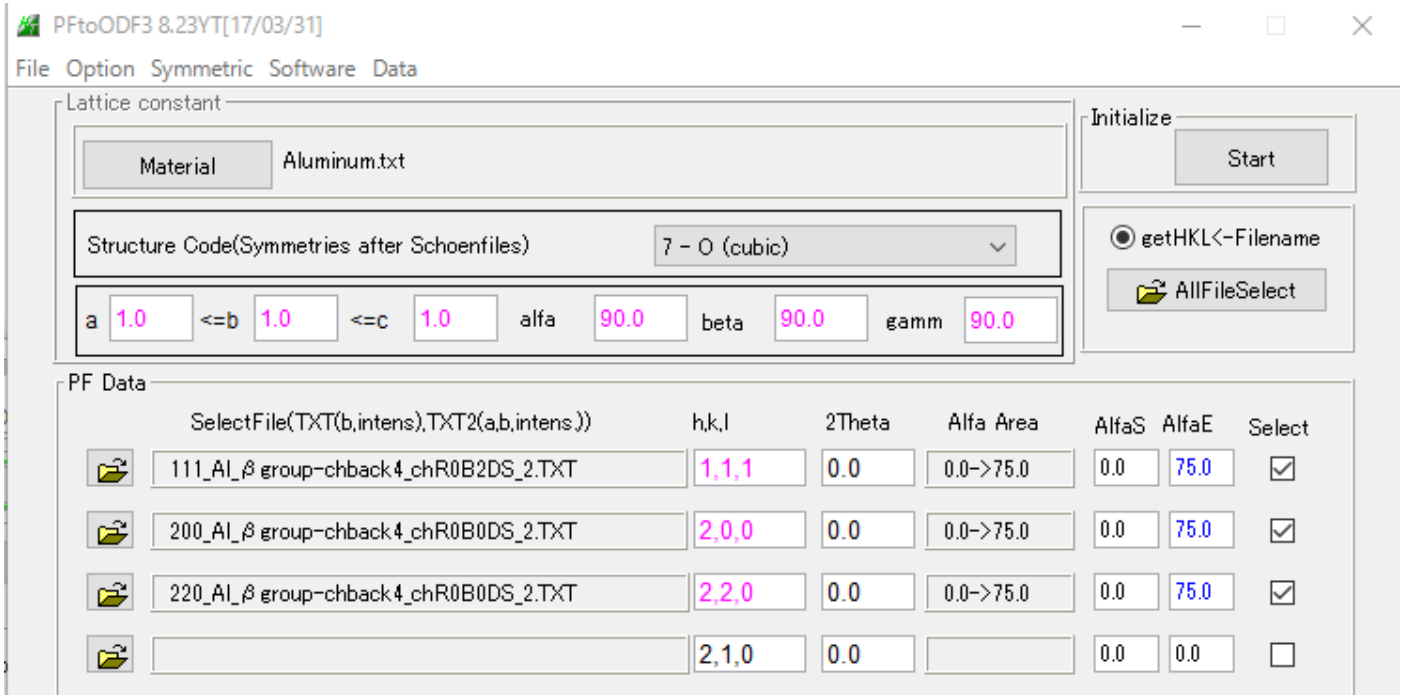 PFtoODF3 8.23YT[17/03/31]
File Option Symmetric Software Data
Lattice constant
Material Aluminum.txt
Initialize
Start
Structure Code(Symmetries after Schoenfiles) 7 - O (cubic)
getHKL<-Filename
AllFileSelect
a 1.0 <=b 1.0 <=c 1.0 alfa 90.0 beta 90.0 gamm 90.0
PF Data
SelectFile(TXT(b,intens),TXT2(a,b,intens.)) h,k,l 2Theta Alfa Area AlfaS AlfaE Select
111_Al_β group-chback4_chR0B2DS_2.TXT 1,1,1 0.0 0.0->75.0 0.0 75.0
200_Al_β group-chback4_chR0B0DS_2.TXT 2,0,0 0.0 0.0->75.0 0.0 75.0
220_Al_β group-chback4_chR0B0DS_2.TXT 2,2,0 0.0 0.0->75.0 0.0 75.0
2,1,0 0.0 0.0 0.0